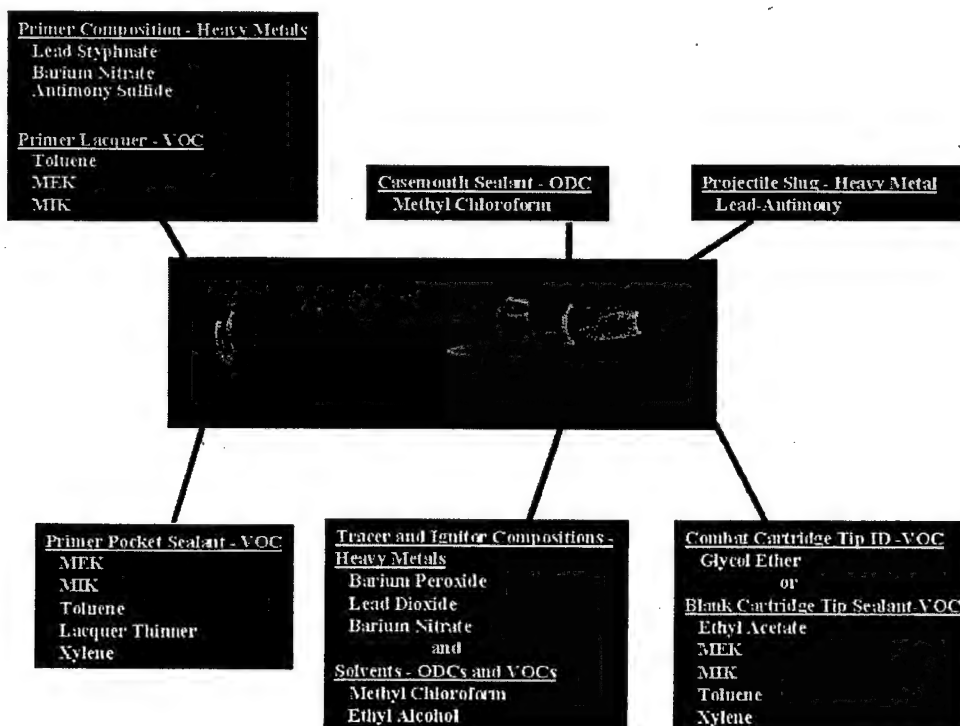 Primer Composition - Heavy Metals
Lead Styphnate
Barium Nitrate
Antimony Sulfide
Primer Lacquer - VOC
Toluene
MEK
MIK
Casemouth Sealant - ODC
Methyl Chloroform
Projectile Slug - Heavy Metal
Lead-Antimony
Primer Pocket Sealant - VOC
MEK
MIK
Toluene
Lacquer Thinner
Xylene
Tracer and Ignitor Compositions -
Heavy Metals
Barium Peroxide
Lead Dioxide
Barium Nitrate
and
Solvents - ODCs and VOCs
Methyl Chloroform
Ethyl Alcohol
Combat Cartridge Tip ID -VOC
Glycol Ether
or
Blank Cartridge Tip Sealant-VOC
Ethyl Acetate
MEK
MIK
Toluene
Xylene